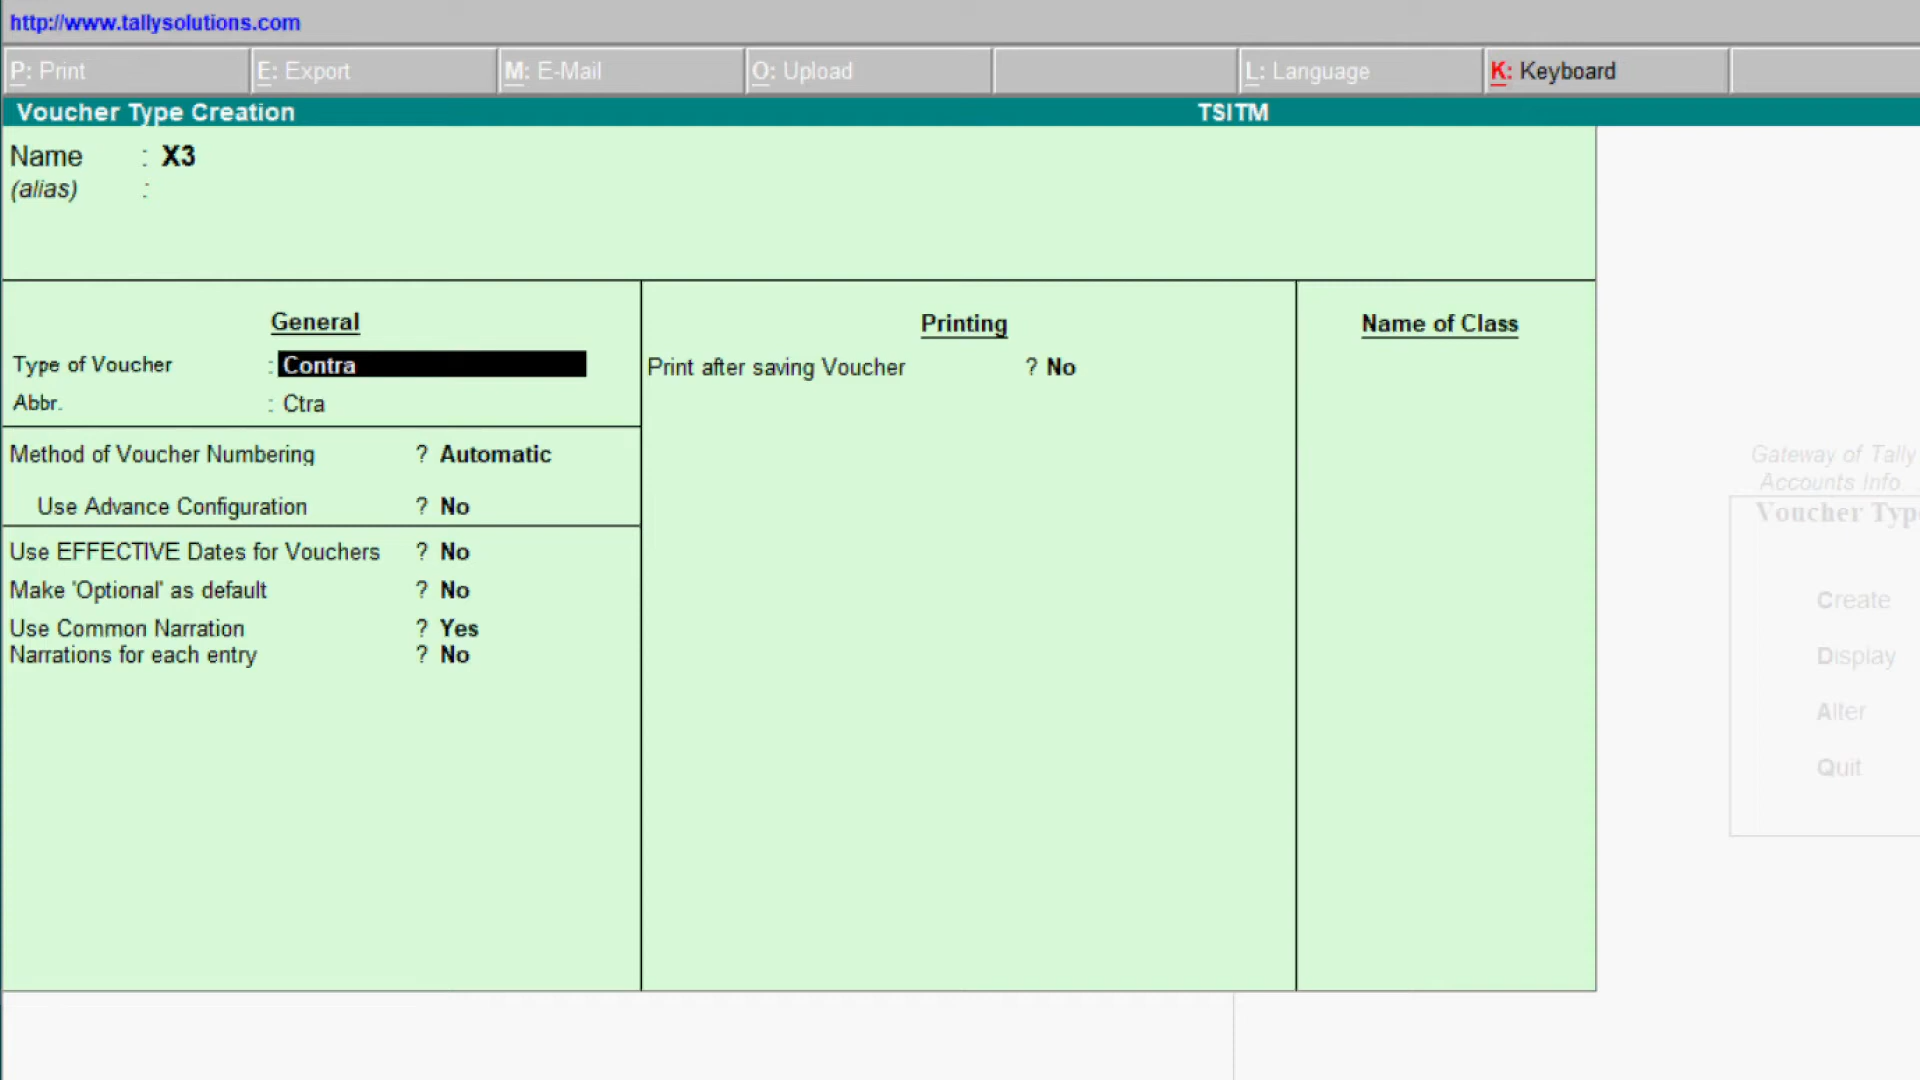 http://www.tallysolutions.com
P: Print E: Export M: E-Mail O: Upload L: Language K: Keyboard
Voucher Type Creation TSITM
Name : X3
(alias) :
General Printing Name of Class
Type of Voucher : Contra Print after saving Voucher ? No
Abbr. : Ctra
Method of Voucher Numbering ? Automatic
Use Advance Configuration ? No
Use EFFECTIVE Dates for Vouchers ? No
Make 'Optional' as default ? No
Use Common Narration ? Yes
Narrations for each entry ? No
Gateway of Tally
Accounts Info.
Voucher Type
Create
Display
Alter
Quit